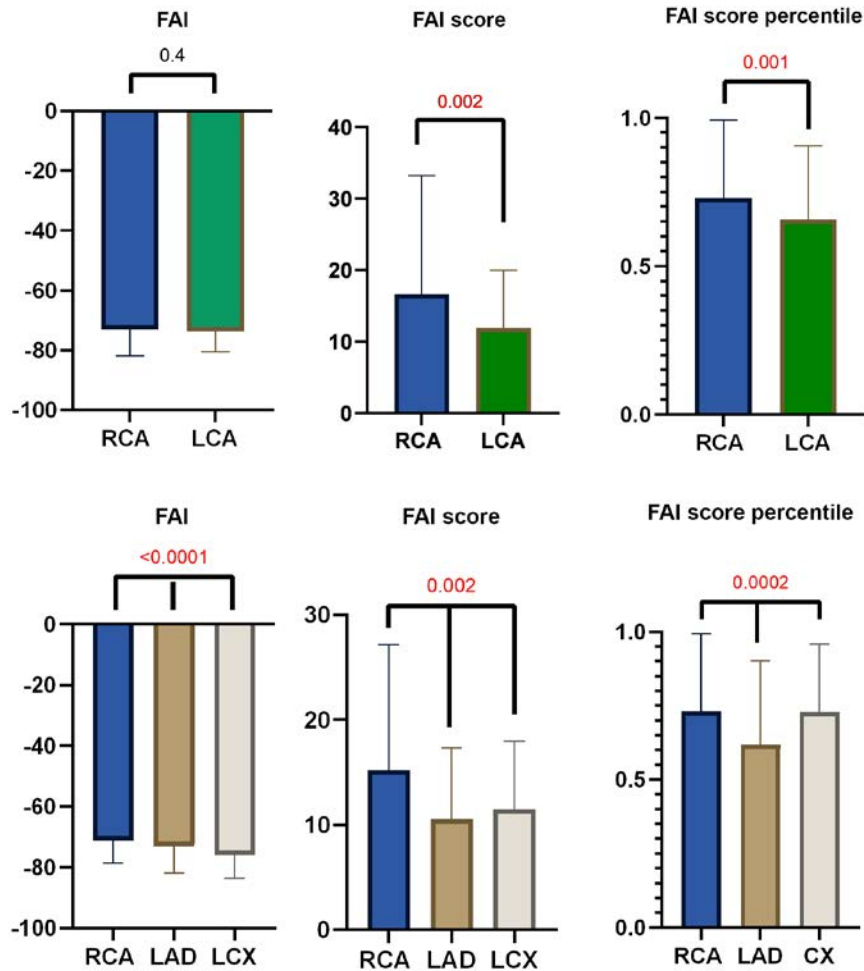 FAI
0.4
0
-20
-40
-60
-80
-100
RCA LCA
FAI score
0.002
40
30
20
10
0
RCA LCA
FAI score percentile
0.001
1.0
0.5
0.0
RCA LCA
FAI
<0.0001
0
-20
-40
-60
-80
-100
RCA LAD LCX
FAI score
0.002
30
20
10
0
RCA LAD LCX
FAI score percentile
0.0002
1.0
0.5
0.0
RCA LAD CX